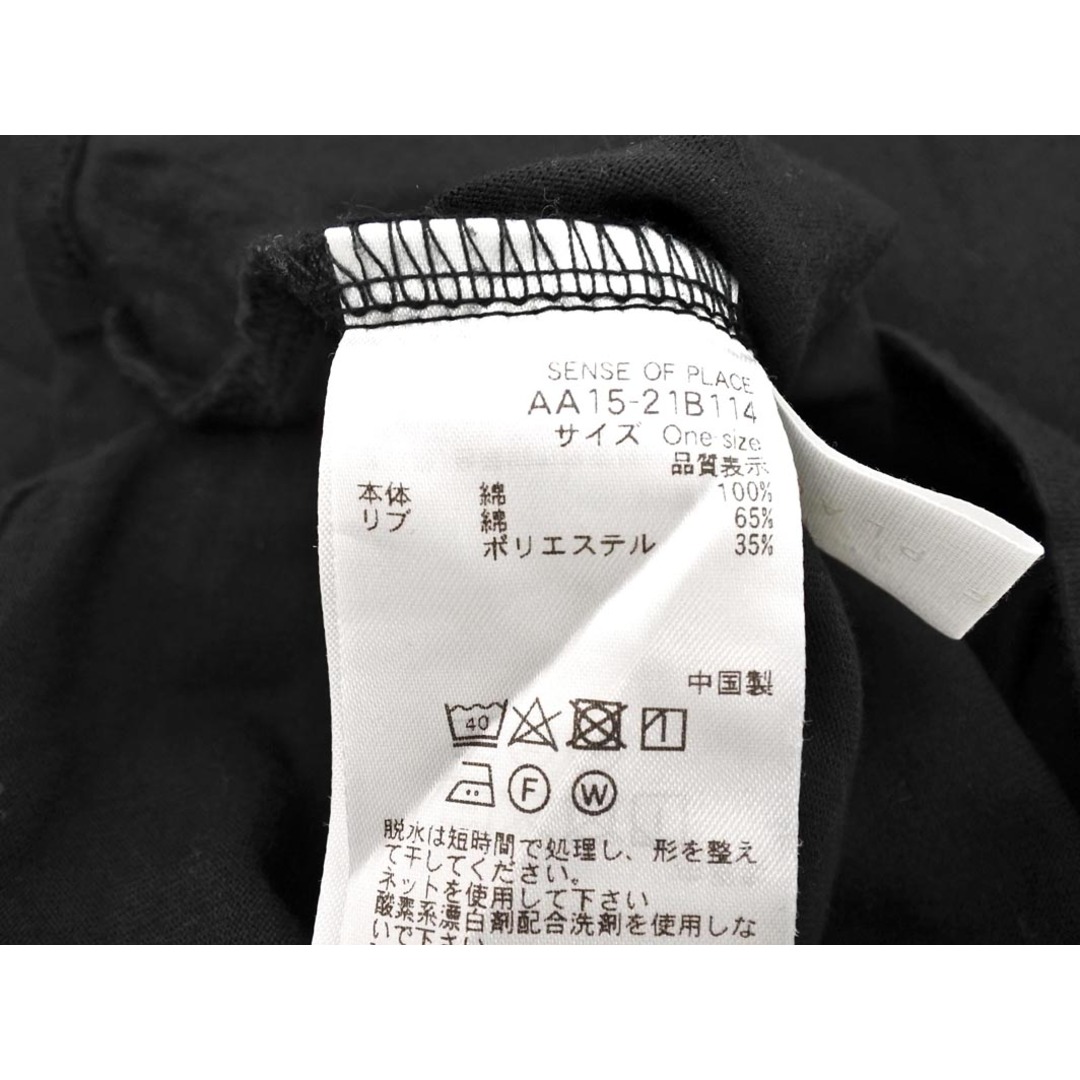 SENSE OF PLACE
AA15-21B114
サイズ One size
品質表示
本体 綿 100%
リブ 綿 65%
ポリエステル 35%
中国製
40
F W
脱水は短時間で処理し、形を整え
て干してください。
ネットを使用して下さい
酸素系漂白剤配合洗剤を使用しな
いで下さい